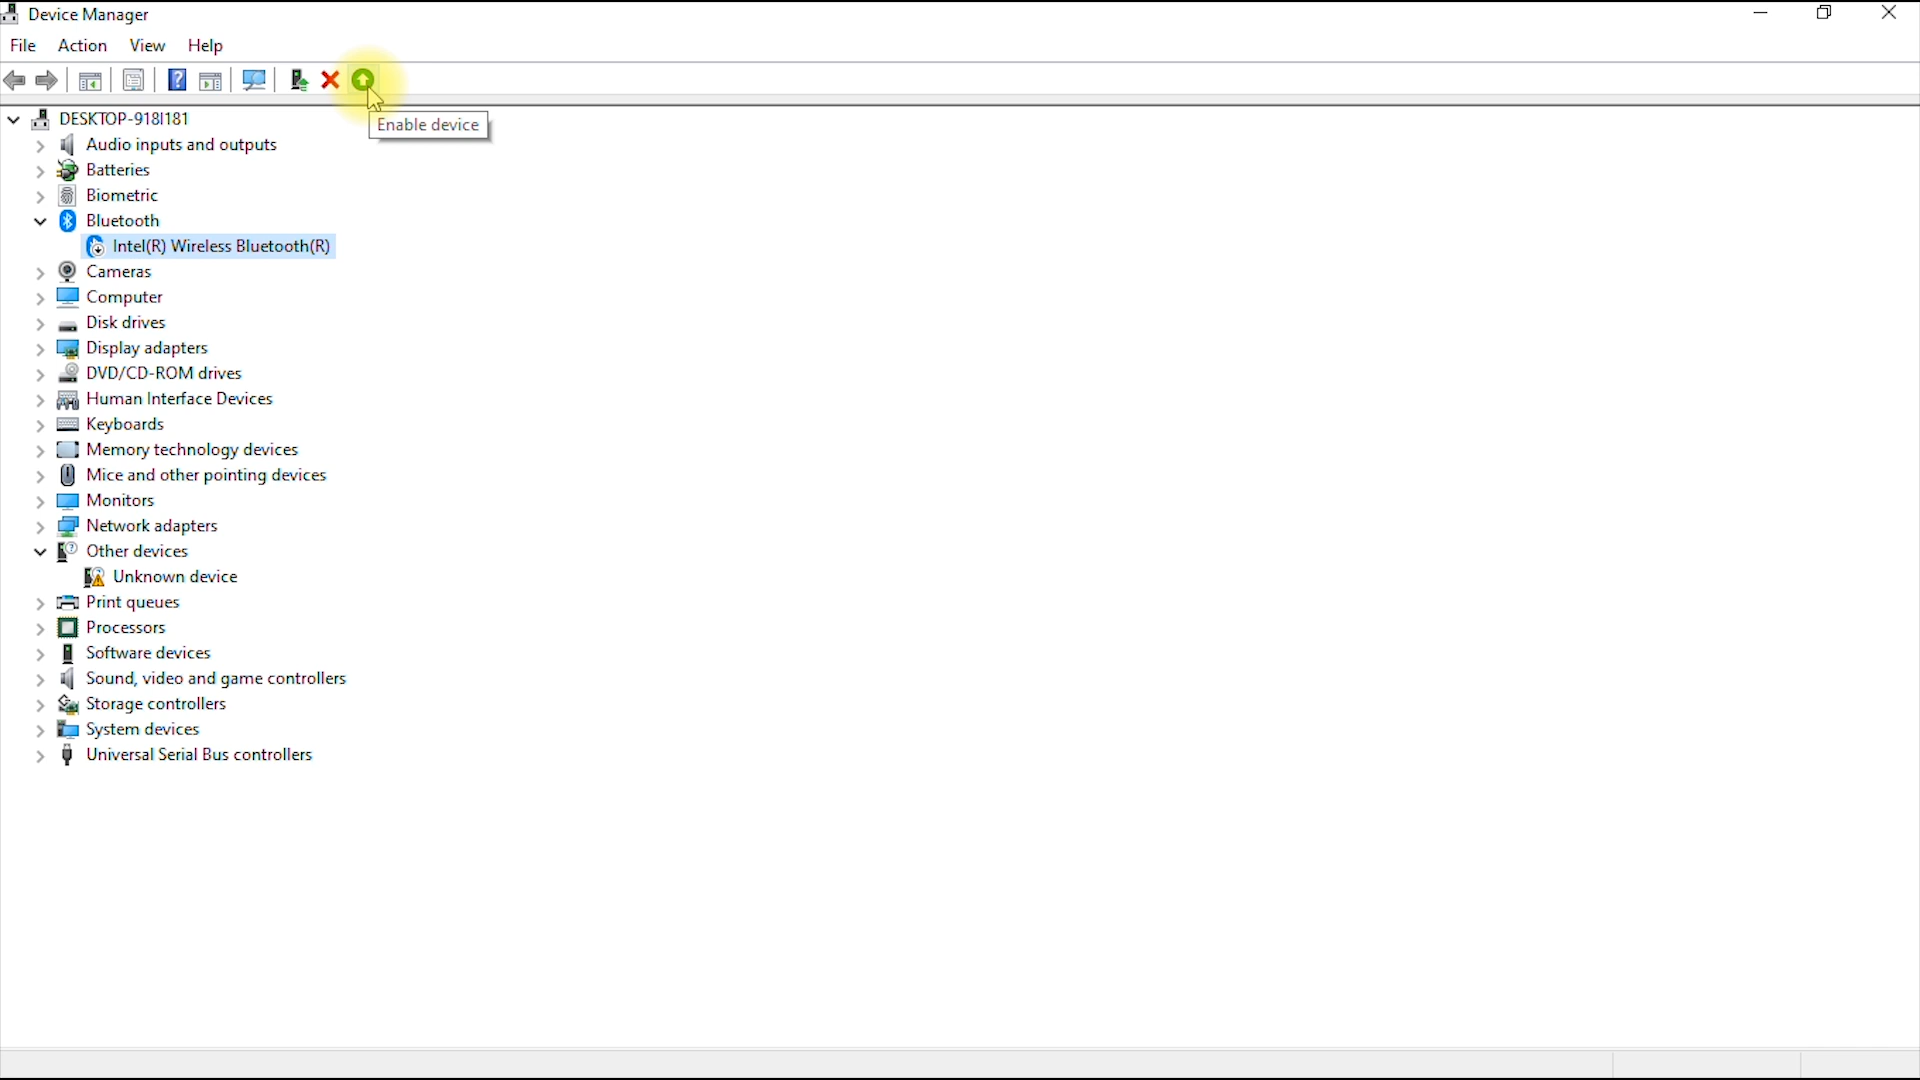 Device Manager
File Action View Help
Enable device
DESKTOP-918I181
Audio inputs and outputs
Batteries
Biometric
Bluetooth
Intel(R) Wireless Bluetooth(R)
Cameras
Computer
Disk drives
Display adapters
DVD/CD-ROM drives
Human Interface Devices
Keyboards
Memory technology devices
Mice and other pointing devices
Monitors
Network adapters
Other devices
Unknown device
Print queues
Processors
Software devices
Sound, video and game controllers
Storage controllers
System devices
Universal Serial Bus controllers